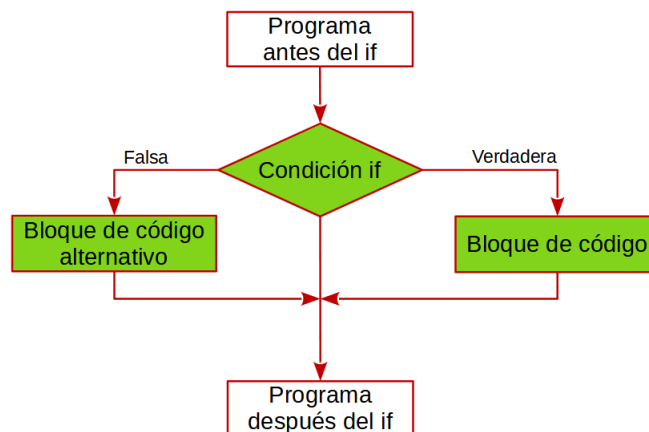 Programa
antes del if
Falsa
Verdadera
Condición if
Bloque de código
alternativo
Bloque de código
Programa
después del if